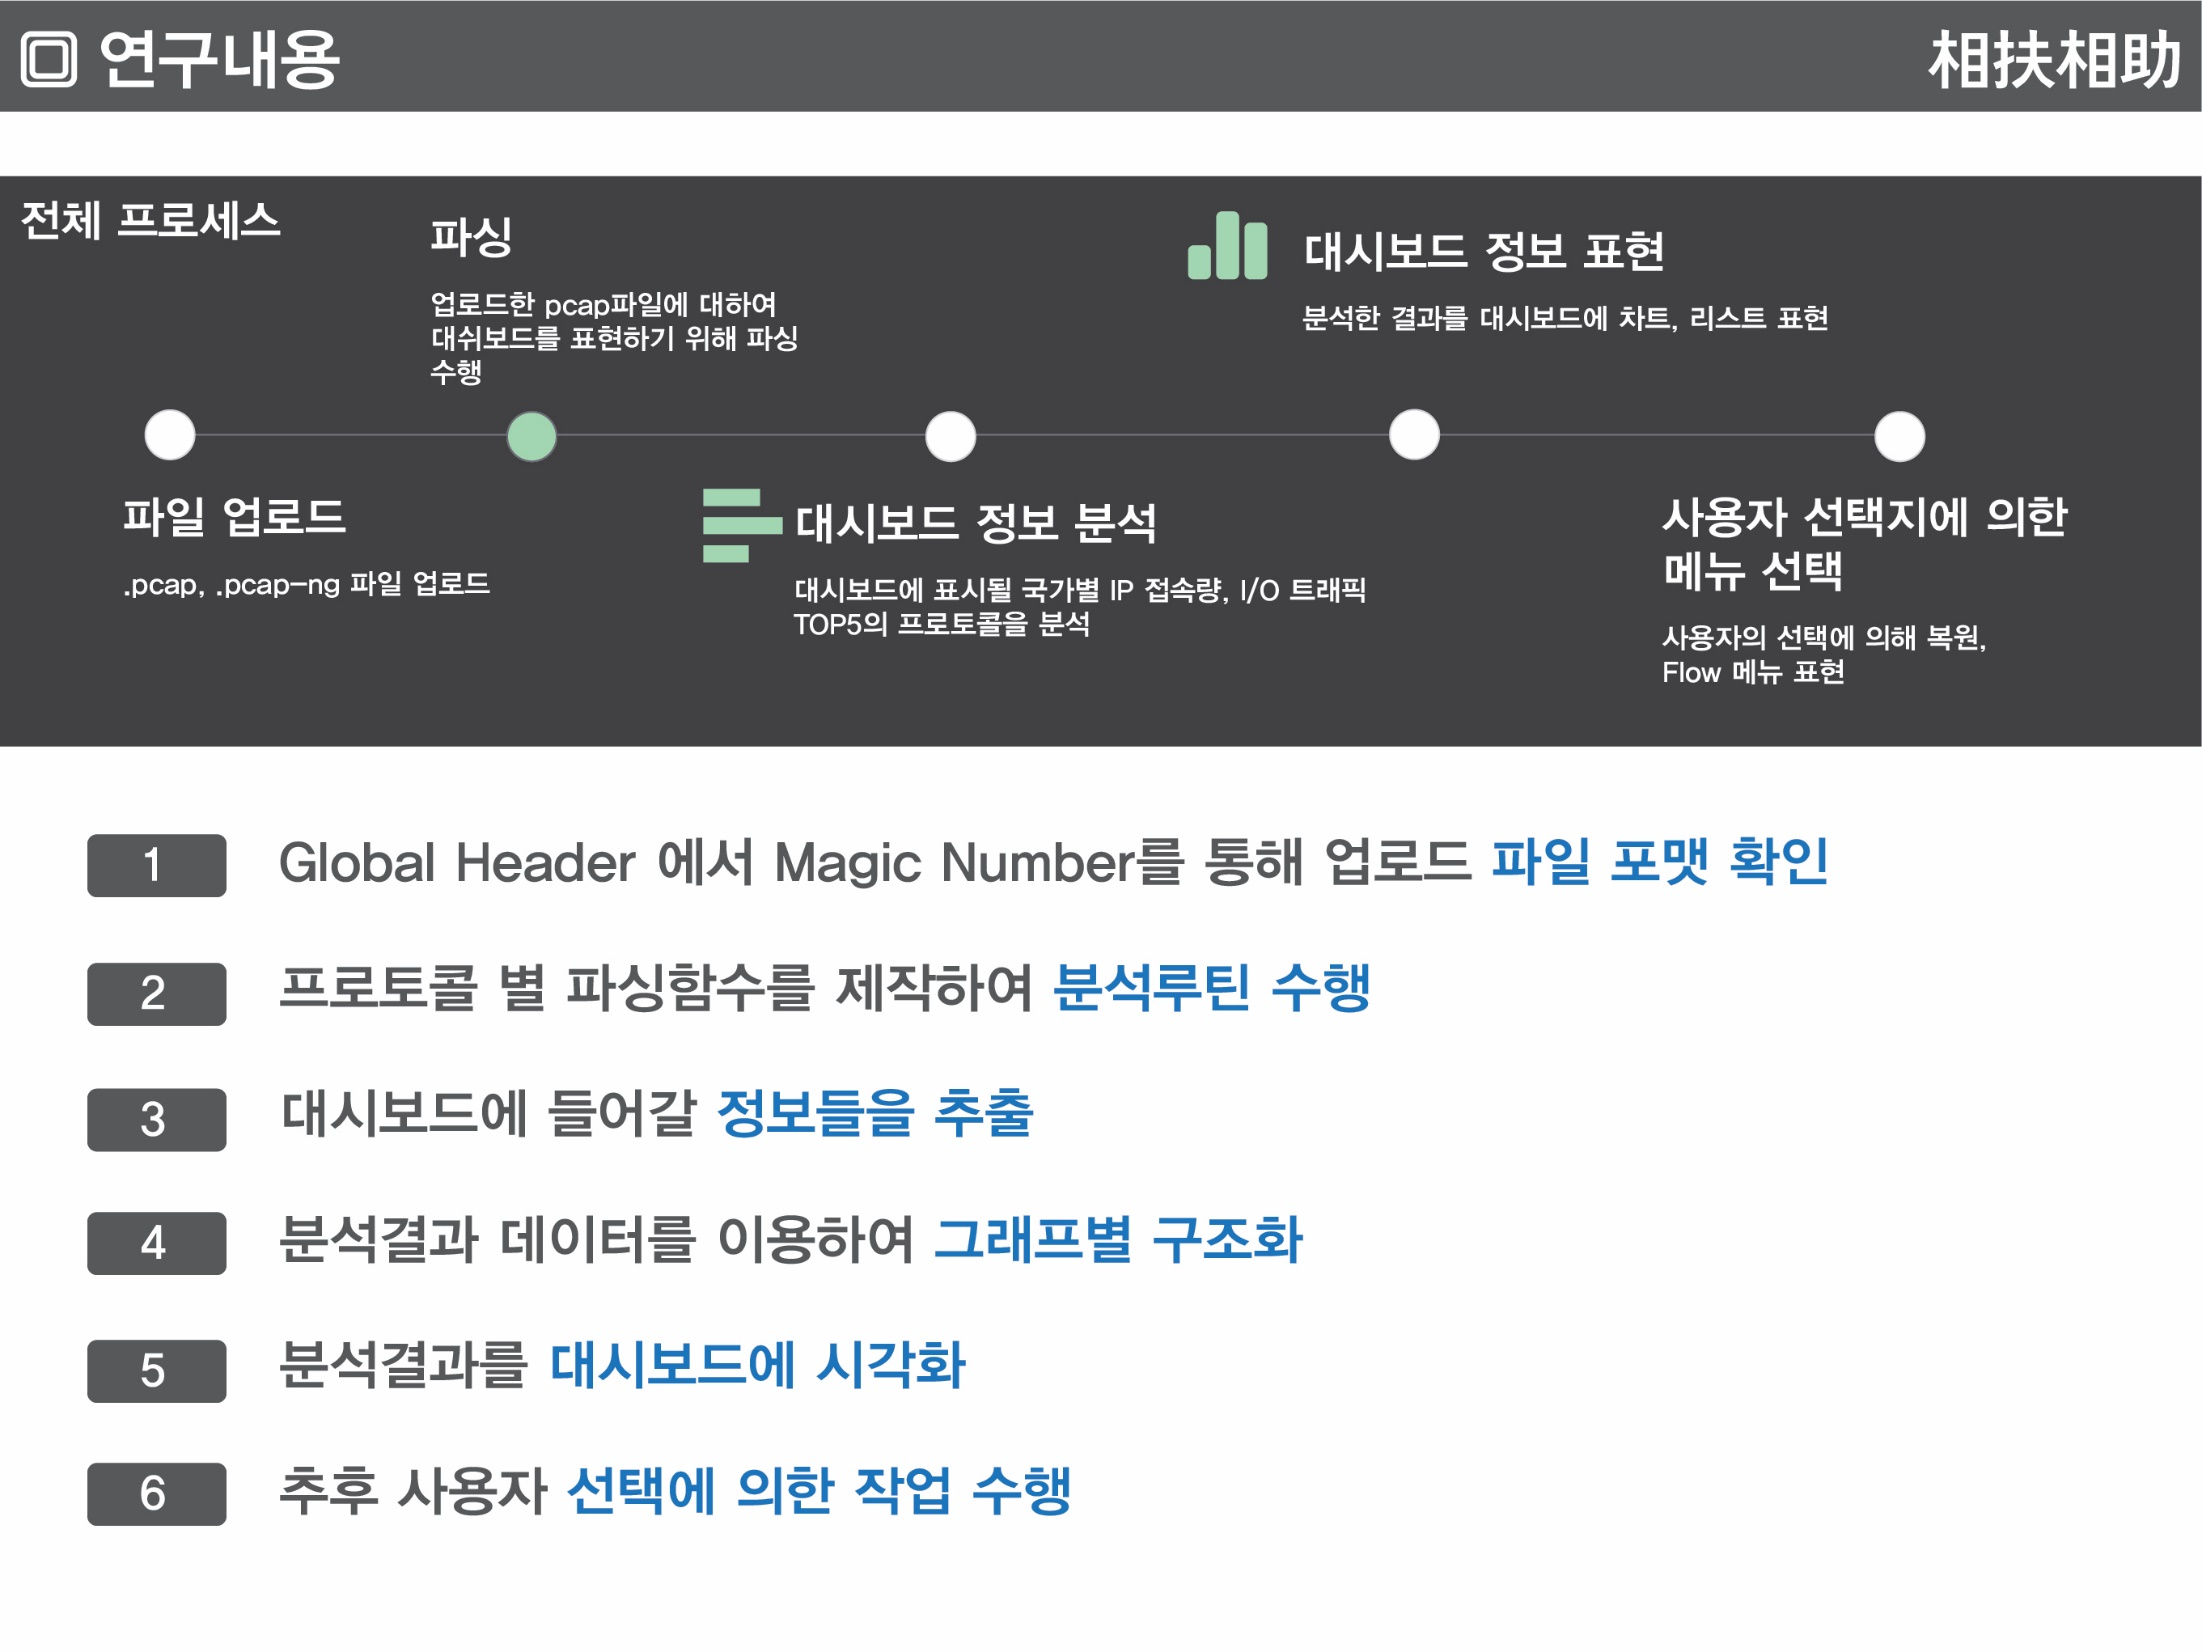 연구내용
相扶相助
전체 프로세스
파싱
업로드한 pcap파일에 대하여
대쉬보드를 표현하기 위해 파싱
수행
대시보드 정보 표현
분석한 결과를 대시보드에 차트, 리스트 표현
파일 업로드
.pcap, .pcap-ng 파일 업로드
대시보드 정보 분석
대시보드에 표시될 국가별 IP 접속량, I/O 트래픽
TOP5의 프로토콜을 분석
사용자 선택지에 의한
메뉴 선택
사용자의 선택에 의해 복원,
Flow 메뉴 표현
1 Global Header 에서 Magic Number를 통해 업로드 파일 포맷 확인
2 프로토콜 별 파싱함수를 제작하여 분석루틴 수행
3 대시보드에 들어갈 정보들을 추출
4 분석결과 데이터를 이용하여 그래프별 구조화
5 분석결과를 대시보드에 시각화
6 추후 사용자 선택에 의한 작업 수행